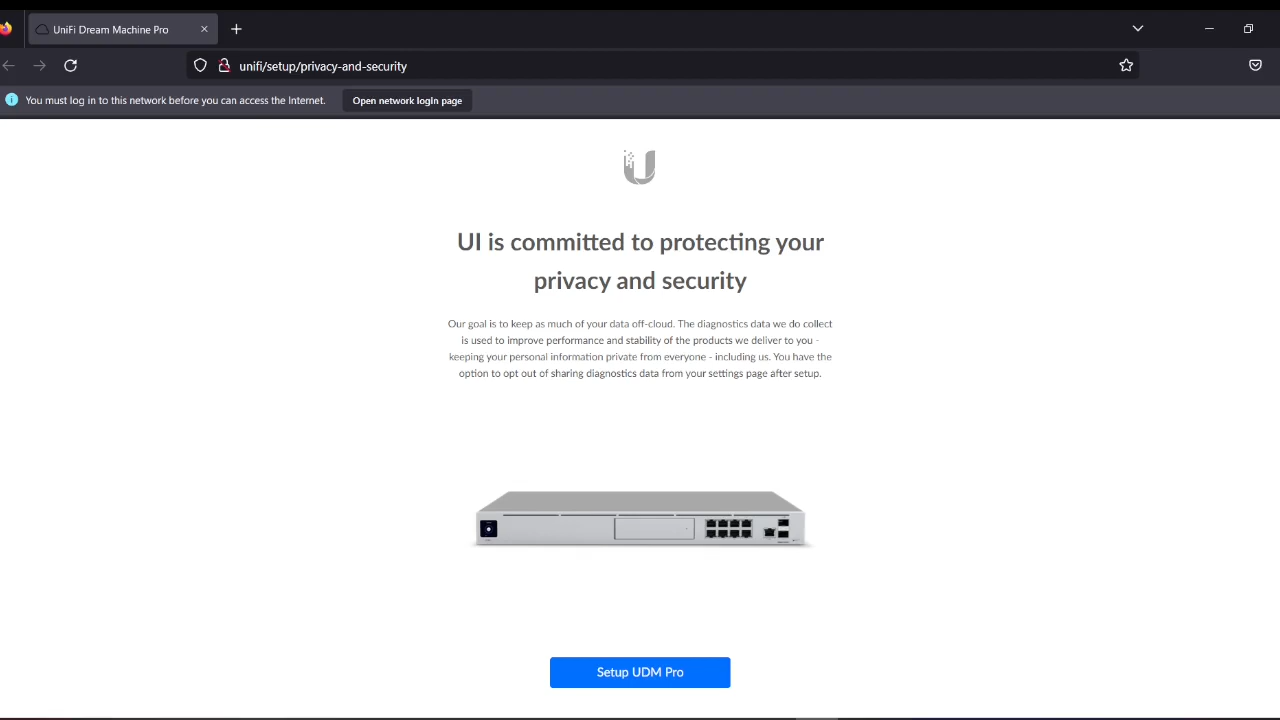 UniFi Dream Machine Pro
unifi/setup/privacy-and-security
You must log in to this network before you can access the Internet.
Open network login page
UI is committed to protecting your
privacy and security
Our goal is to keep as much of your data off-cloud. The diagnostics data we do collect
is used to improve performance and stability of the products we deliver to you -
keeping your personal information private from everyone - including us. You have the
option to opt out of sharing diagnostics data from your settings page after setup.
Setup UDM Pro